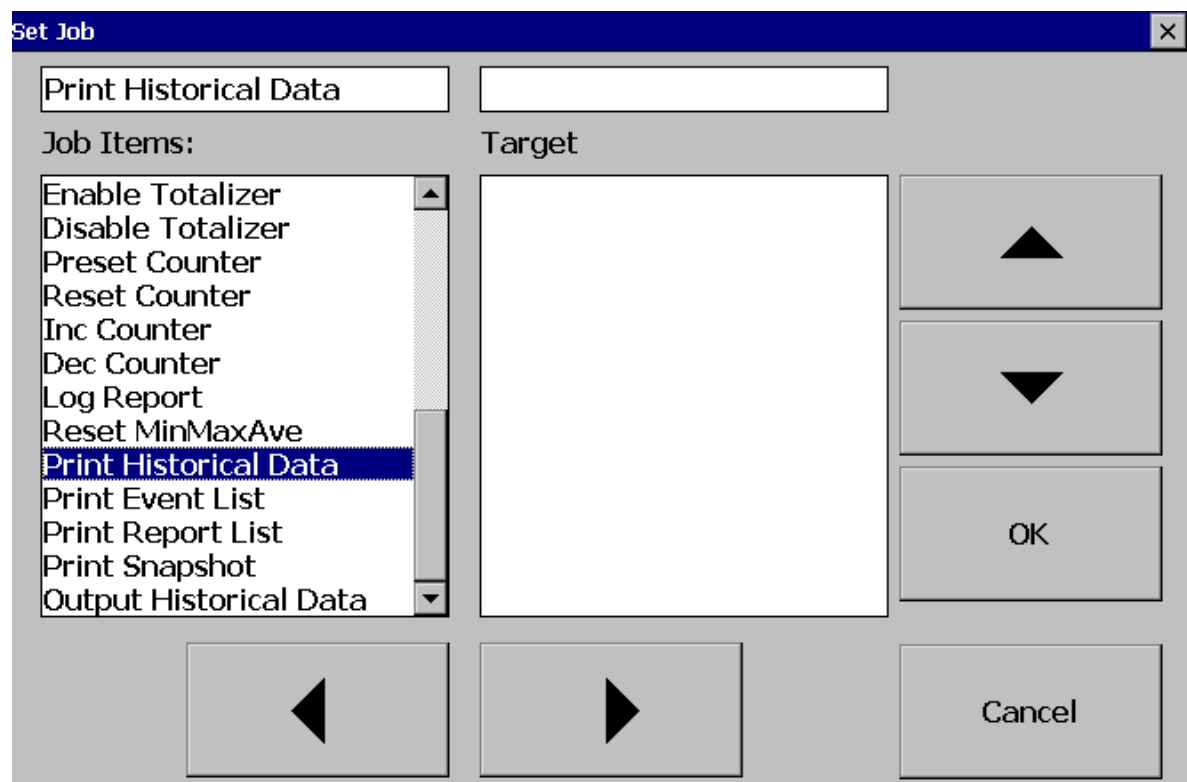 Set Job
Print Historical Data
Job Items:
Target
Enable Totalizer
Disable Totalizer
Preset Counter
Reset Counter
Inc Counter
Dec Counter
Log Report
Reset MinMaxAve
Print Historical Data
Print Event List
Print Report List
Print Snapshot
Output Historical Data
OK
Cancel